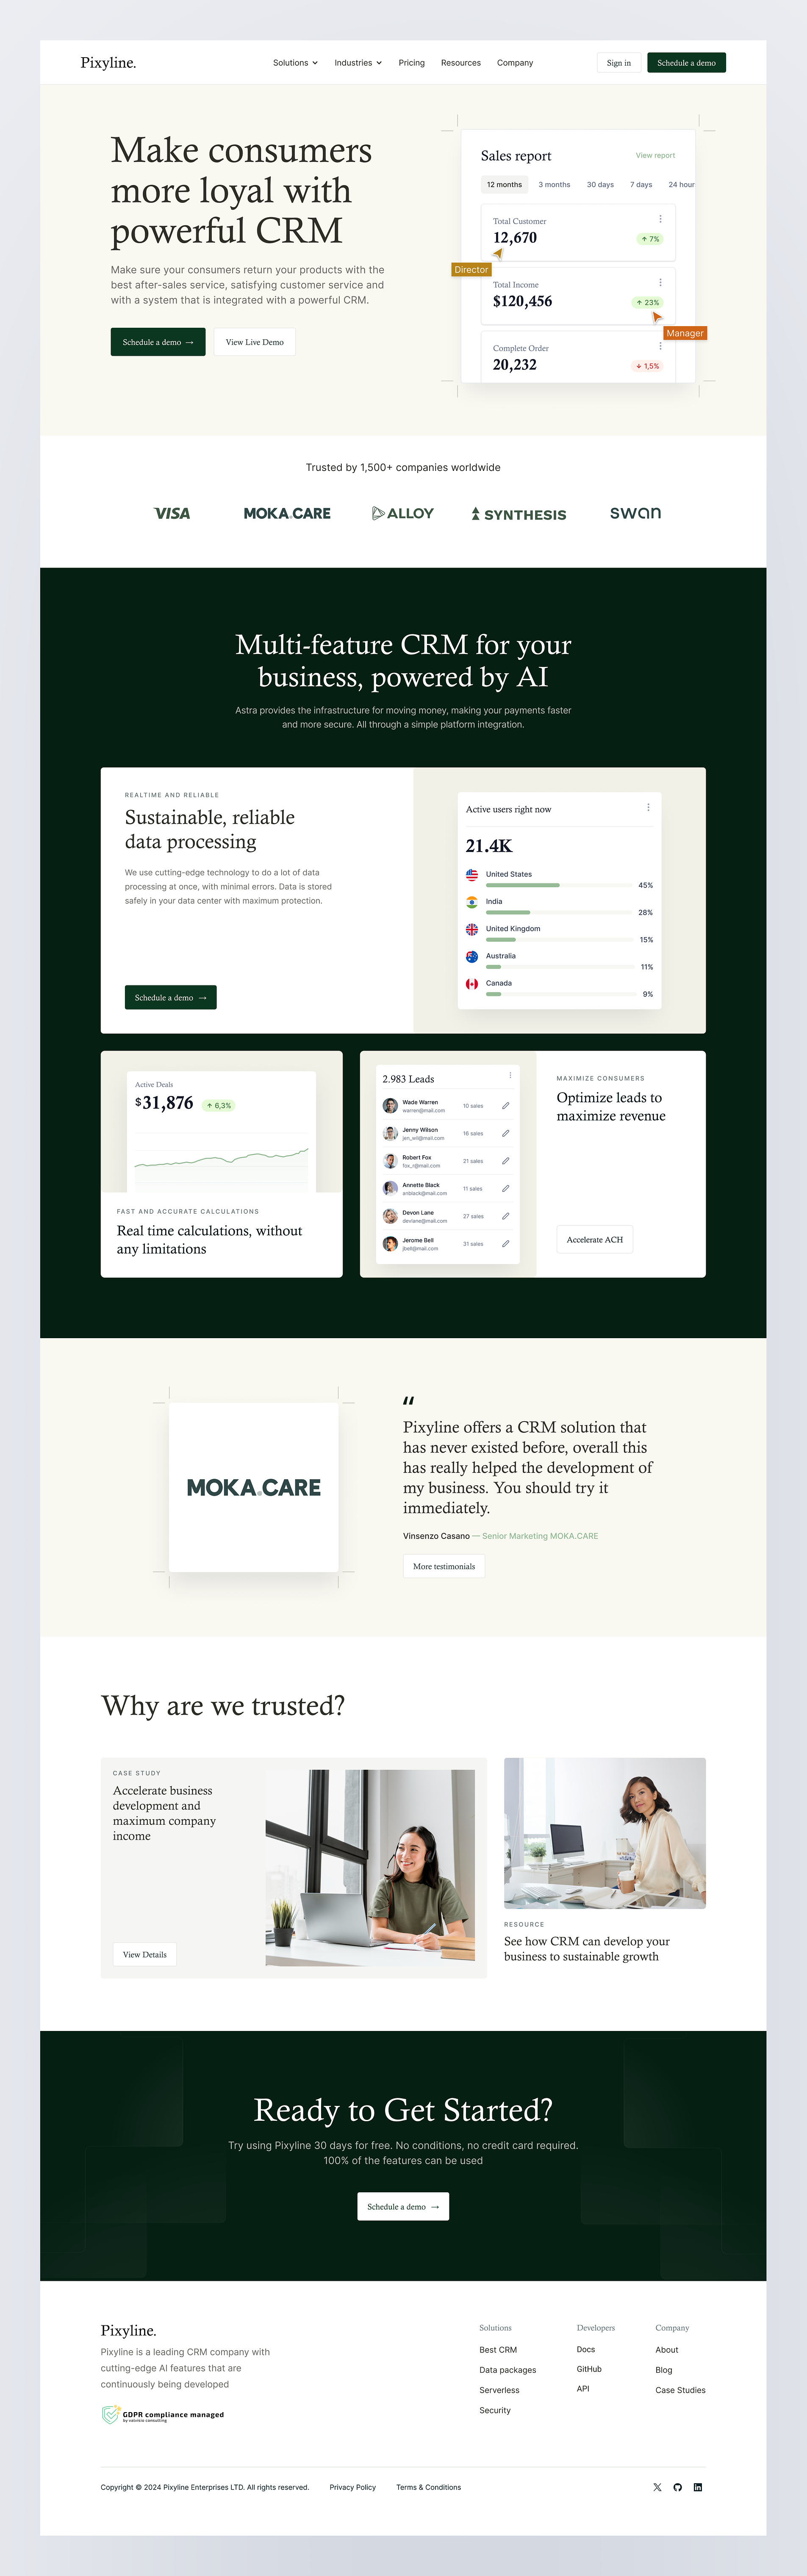 Pixyline.
Solutions
Industries
Pricing
Resources
Company
Sign in
Schedule a demo
Make consumers
more loyal with
powerful CRM
Make sure your consumers return your products with the
best after-sales service, satisfying customer service and
with a system that is integrated with a powerful CRM.
Schedule a demo →
View Live Demo
Sales report
View report
12 months
3 months
30 days
7 days
24 hour
Total Customer
12,670
↑ 7%
Director
Total Income
$120,456
↑ 23%
Manager
Complete Order
20,232
↓ 1,5%
Trusted by 1,500+ companies worldwide
VISA
MOKA.CARE
ALLOY
SYNTHESIS
swan
Multi-feature CRM for your
business, powered by AI
Astra provides the infrastructure for moving money, making your payments faster
and more secure. All through a simple platform integration.
REALTIME AND RELIABLE
Sustainable, reliable
data processing
We use cutting-edge technology to do a lot of data
processing at once, with minimal errors. Data is stored
safely in your data center with maximum protection.
Schedule a demo →
Active users right now
21.4K
United States
45%
India
28%
United Kingdom
15%
Australia
11%
Canada
9%
Active Deals
$31,876
↑ 6,3%
FAST AND ACCURATE CALCULATIONS
Real time calculations, without
any limitations
2.983 Leads
Wade Warren
warren@mail.com
10 sales
Jenny Wilson
jen_wil@mail.com
16 sales
Robert Fox
fox_r@mail.com
21 sales
Annette Black
anblack@mail.com
11 sales
Devon Lane
devlane@mail.com
27 sales
Jerome Bell
jbell@mail.com
31 sales
MAXIMIZE CONSUMERS
Optimize leads to
maximize revenue
Accelerate ACH
MOKA.CARE
“
Pixyline offers a CRM solution that
has never existed before, overall this
has really helped the development of
my business. You should try it
immediately.
Vinsenzo Casano — Senior Marketing MOKA.CARE
More testimonials
Why are we trusted?
CASE STUDY
Accelerate business
development and
maximum company
income
View Details
RESOURCE
See how CRM can develop your
business to sustainable growth
Ready to Get Started?
Try using Pixyline 30 days for free. No conditions, no credit card required.
100% of the features can be used
Schedule a demo →
Pixyline.
Pixyline is a leading CRM company with
cutting-edge AI features that are
continuously being developed
GDPR compliance managed
Solutions
Best CRM
Data packages
Serverless
Security
Developers
Docs
GitHub
API
Company
About
Blog
Case Studies
Copyright © 2024 Pixyline Enterprises LTD. All rights reserved.
Privacy Policy
Terms & Conditions